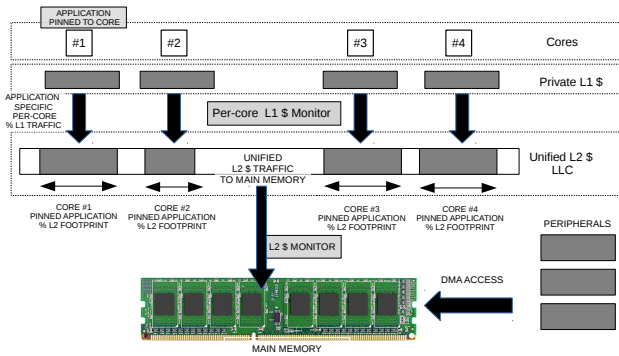 APPLICATION
PINNED TO CORE
#1
#2
#3
#4
Cores
Private L1 $
APPLICATION
SPECIFIC
PER-CORE
% L1 TRAFFIC
Per-core L1 $ Monitor
UNIFIED
L2 $ TRAFFIC
TO MAIN MEMORY
Unified L2 $
LLC
CORE #1
PINNED APPLICATION
% L2 FOOTPRINT
CORE #2
PINNED APPLICATION
% L2 FOOTPRINT
CORE #3
PINNED APPLICATION
% L2 FOOTPRINT
CORE #4
PINNED APPLICATION
% L2 FOOTPRINT
PERIPHERALS
L2 $ MONITOR
DMA ACCESS
MAIN MEMORY